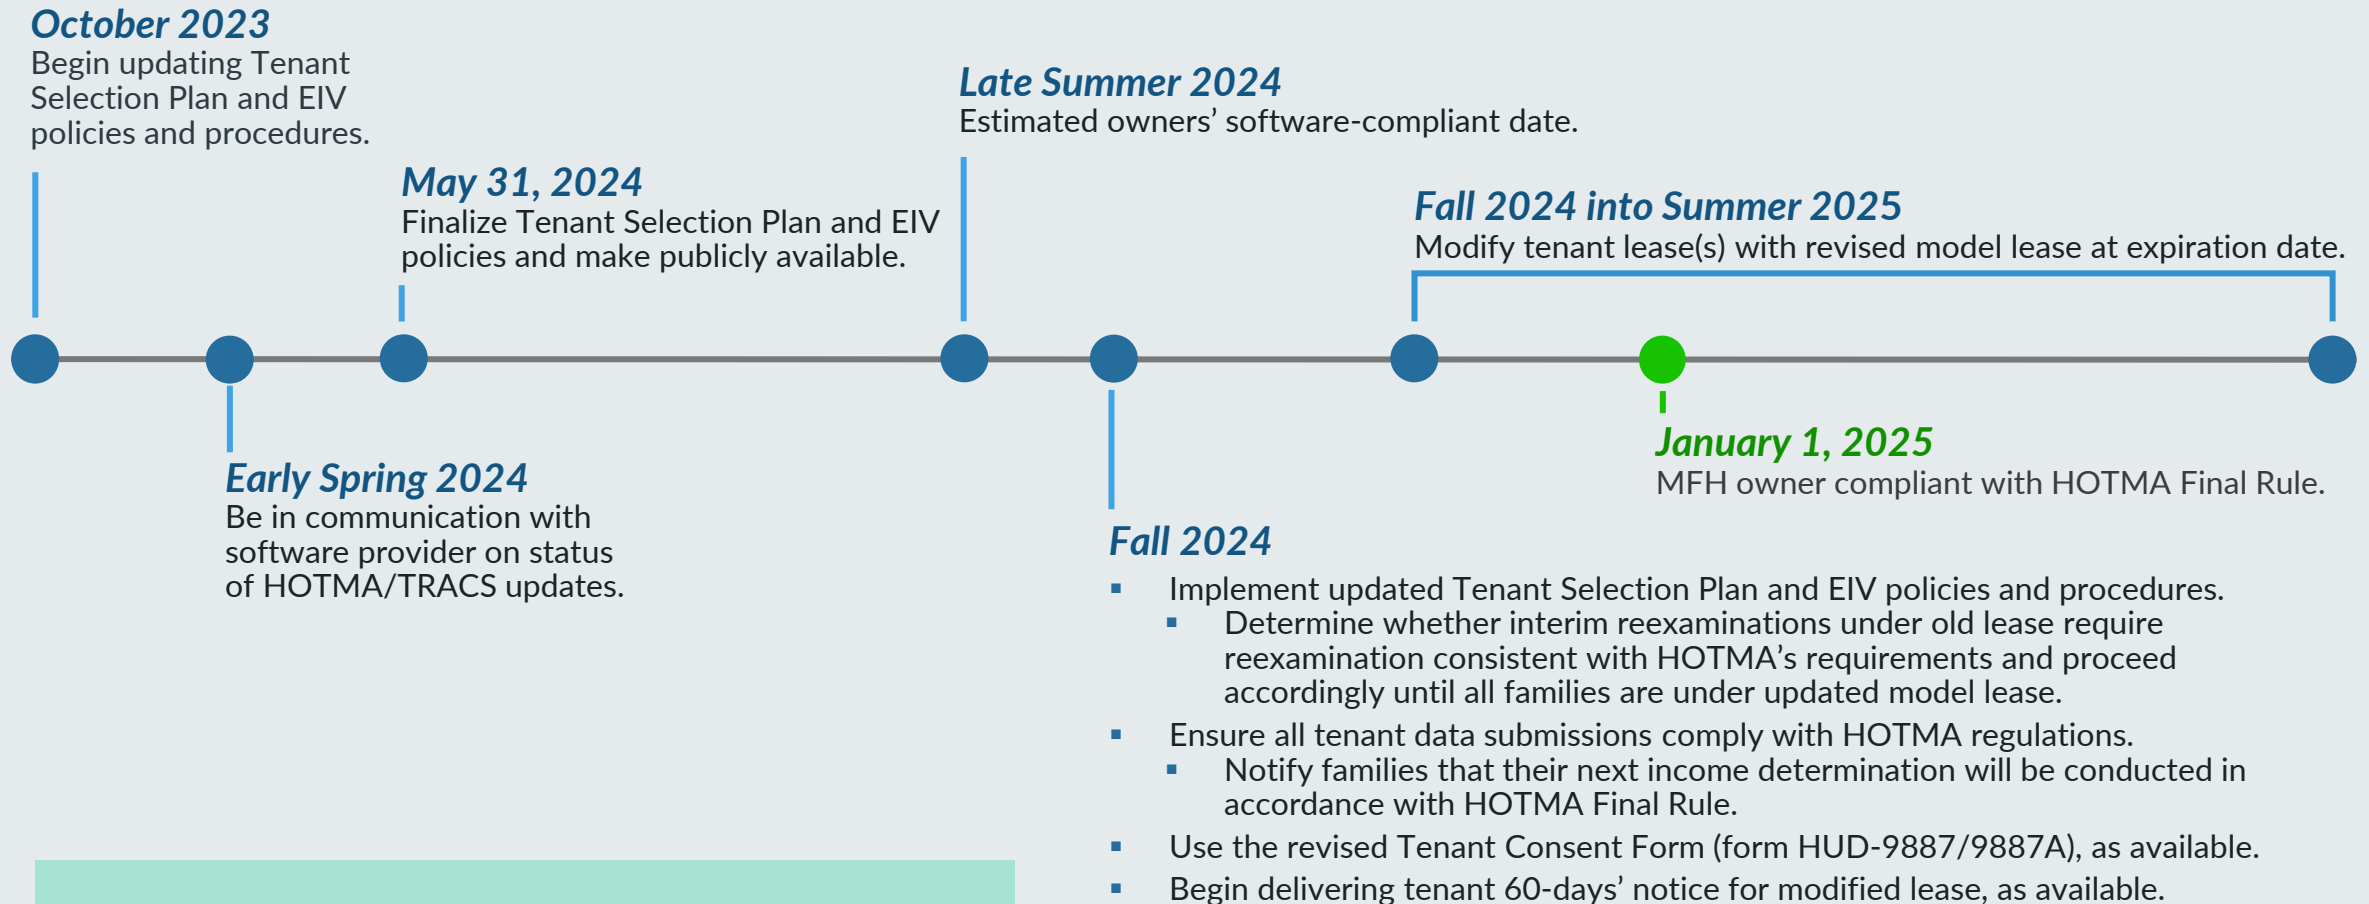 October 2023
Begin updating Tenant
Selection Plan and EIV
policies and procedures.
May 31, 2024
Finalize Tenant Selection Plan and EIV
policies and make publicly available.
Late Summer 2024
Estimated owners’ software-compliant date.
Fall 2024 into Summer 2025
Modify tenant lease(s) with revised model lease at expiration date.
Early Spring 2024
Be in communication with
software provider on status
of HOTMA/TRACS updates.
January 1, 2025
MFH owner compliant with HOTMA Final Rule.
Fall 2024
▪ Implement updated Tenant Selection Plan and EIV policies and procedures.
▪ Determine whether interim reexaminations under old lease require
reexamination consistent with HOTMA’s requirements and proceed
accordingly until all families are under updated model lease.
▪ Ensure all tenant data submissions comply with HOTMA regulations.
▪ Notify families that their next income determination will be conducted in
accordance with HOTMA Final Rule.
▪ Use the revised Tenant Consent Form (form HUD-9887/9887A), as available.
▪ Begin delivering tenant 60-days’ notice for modified lease, as available.